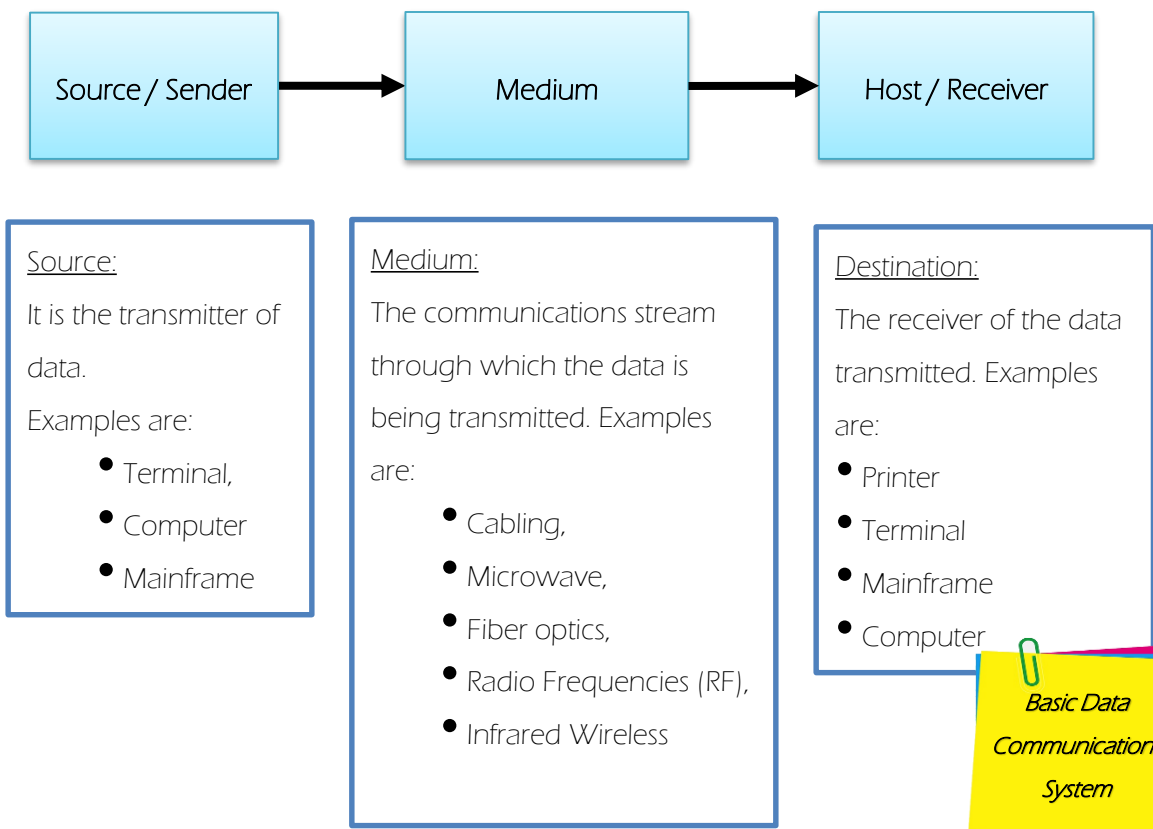 Source / Sender
Medium
Host / Receiver
Source:
It is the transmitter of
data.
Examples are:
• Terminal,
• Computer
• Mainframe
Medium:
The communications stream
through which the data is
being transmitted. Examples
are:
• Cabling,
• Microwave,
• Fiber optics,
• Radio Frequencies (RF),
• Infrared Wireless
Destination:
The receiver of the data
transmitted. Examples
are:
• Printer
• Terminal
• Mainframe
• Computer
Basic Data
Communication
System